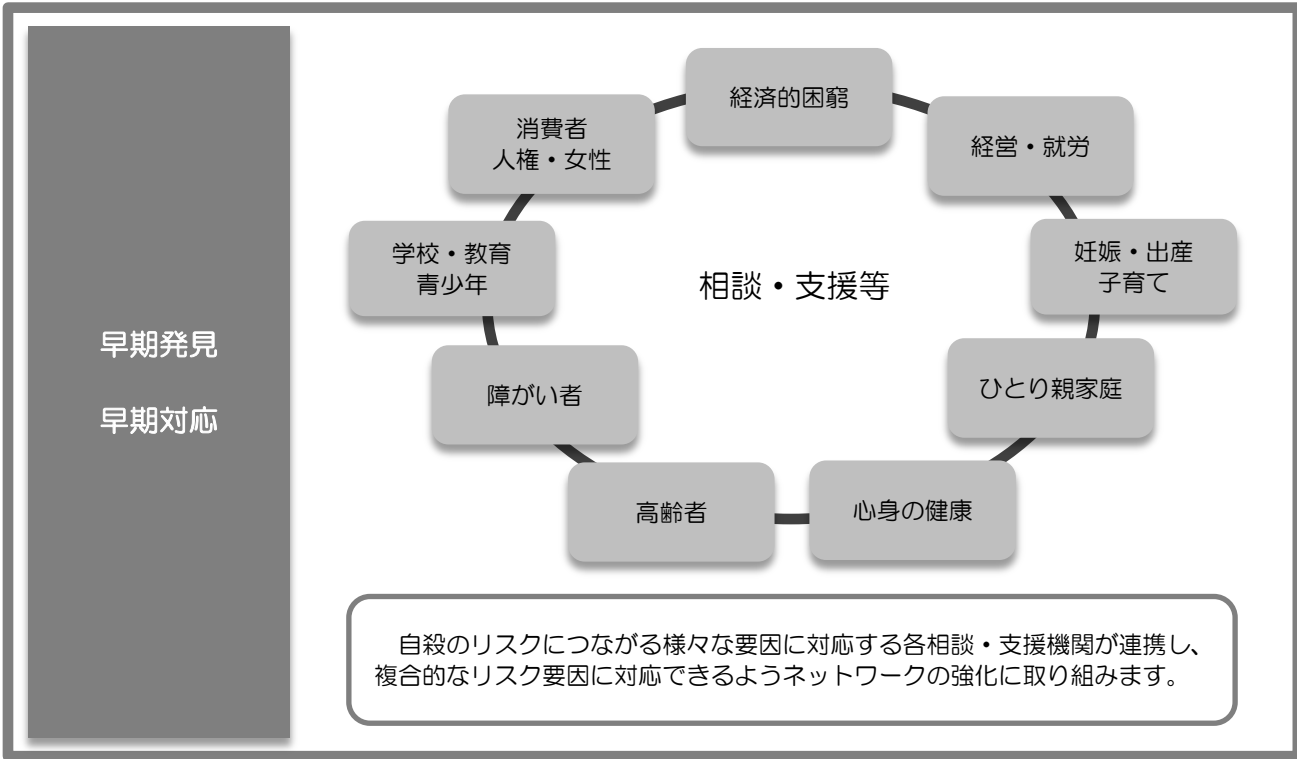 早期発見
早期対応
経済的困窮
経営・就労
妊娠・出産
子育て
ひとり親家庭
心身の健康
高齢者
障がい者
学校・教育
青少年
消費者
人権・女性
相談・支援等
自殺のリスクにつながる様々な要因に対応する各相談・支援機関が連携し、
複合的なリスク要因に対応できるようネットワークの強化に取り組みます。